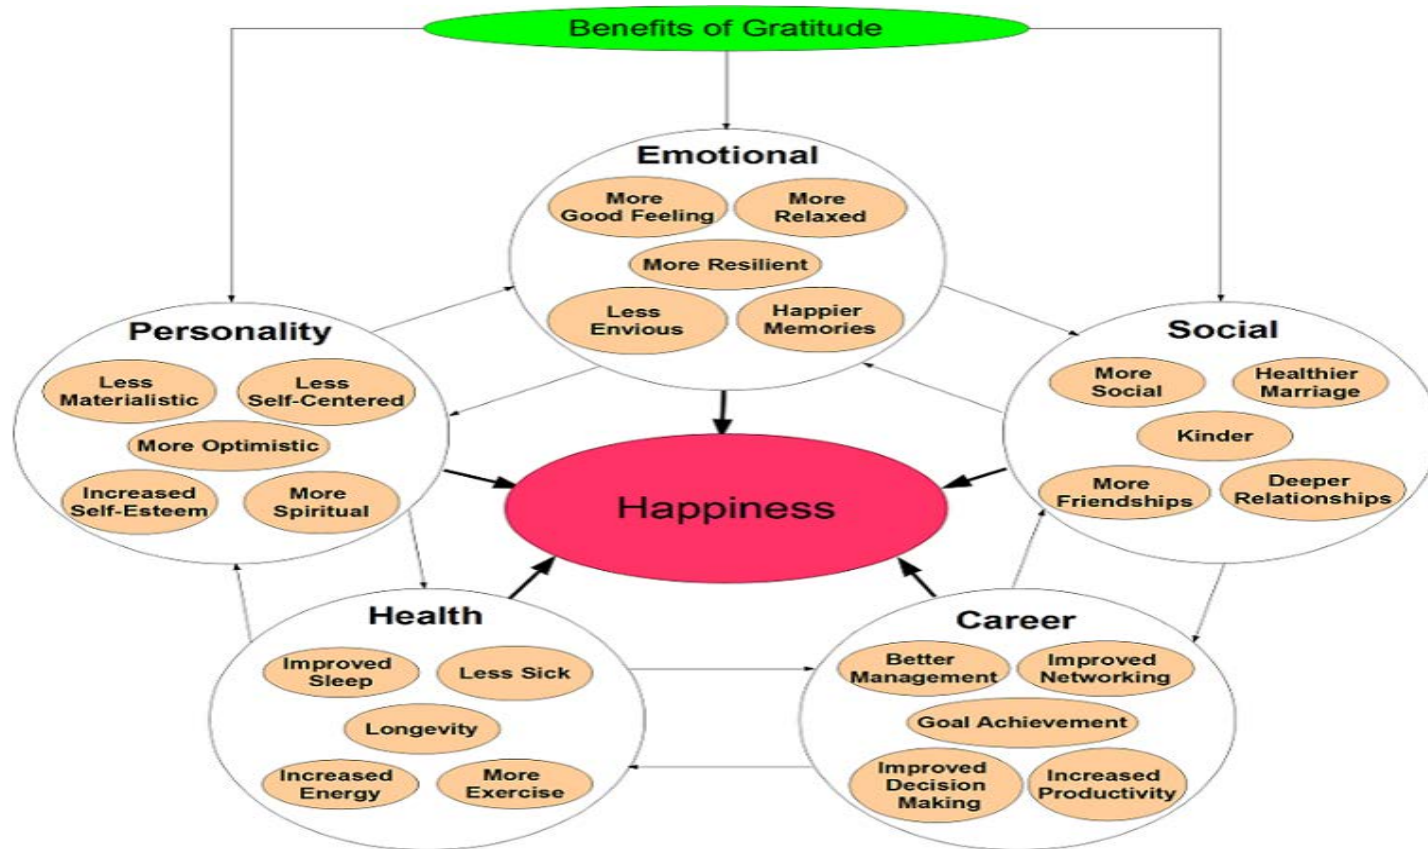 Benefits of Gratitude
Emotional
More
Good Feeling
More
Relaxed
More Resilient
Less
Envious
Happier
Memories
Personality
Less
Materialistic
Less
Self-Centered
More Optimistic
Increased
Self-Esteem
More
Spiritual
Social
More
Social
Healthier
Marriage
Kinder
More
Friendships
Deeper
Relationships
Happiness
Health
Improved
Sleep
Less Sick
Longevity
Increased
Energy
More
Exercise
Career
Better
Management
Improved
Networking
Goal Achievement
Improved
Decision
Making
Increased
Productivity